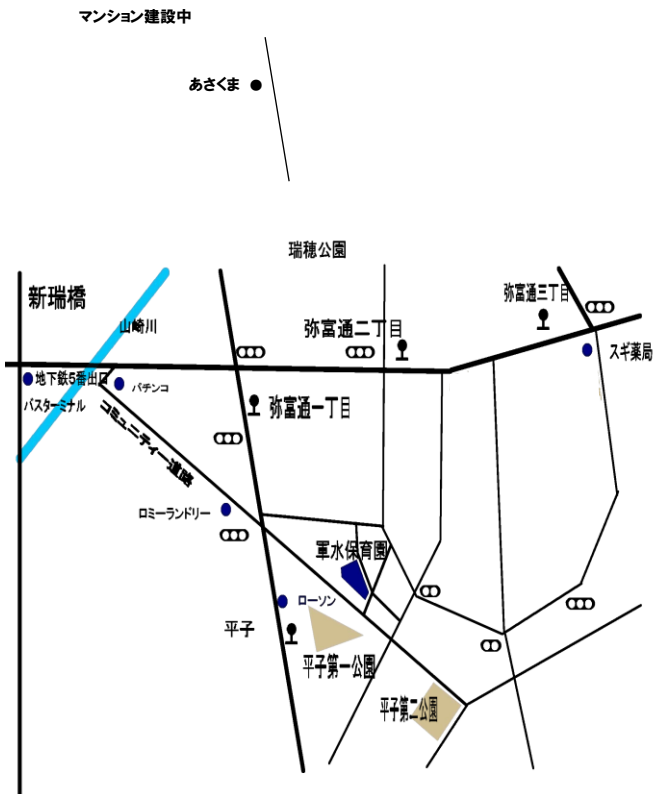 マンション建設中
あさくま
瑞穂公園
新瑞橋
弥富通三丁目
山崎川
弥富通二丁目
スギ薬局
地下鉄5番出口
パチンコ
バスターミナル
弥富通一丁目
コミュニティー道路
ロミーランドリー
軍水保育園
ローソン
平子
平子第一公園
平子第二公園